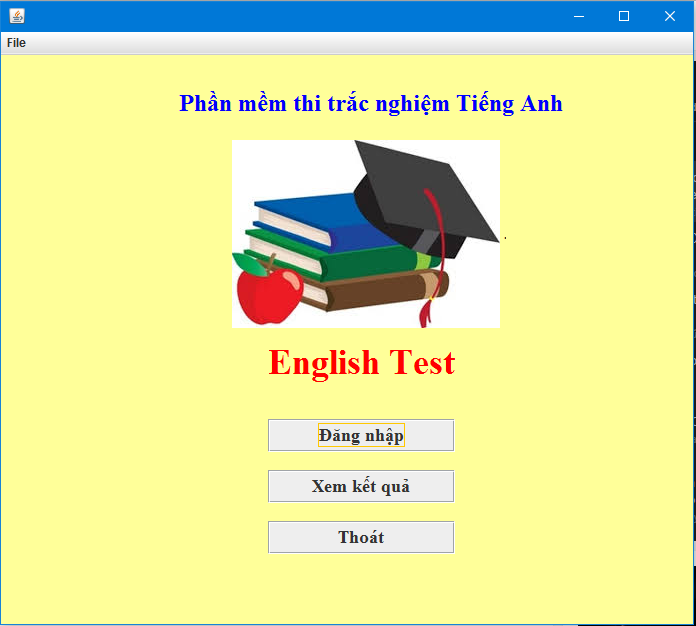 File
Phần mềm thi trắc nghiệm Tiếng Anh
.
English Test
Đăng nhập
Xem kết quả
Thoát